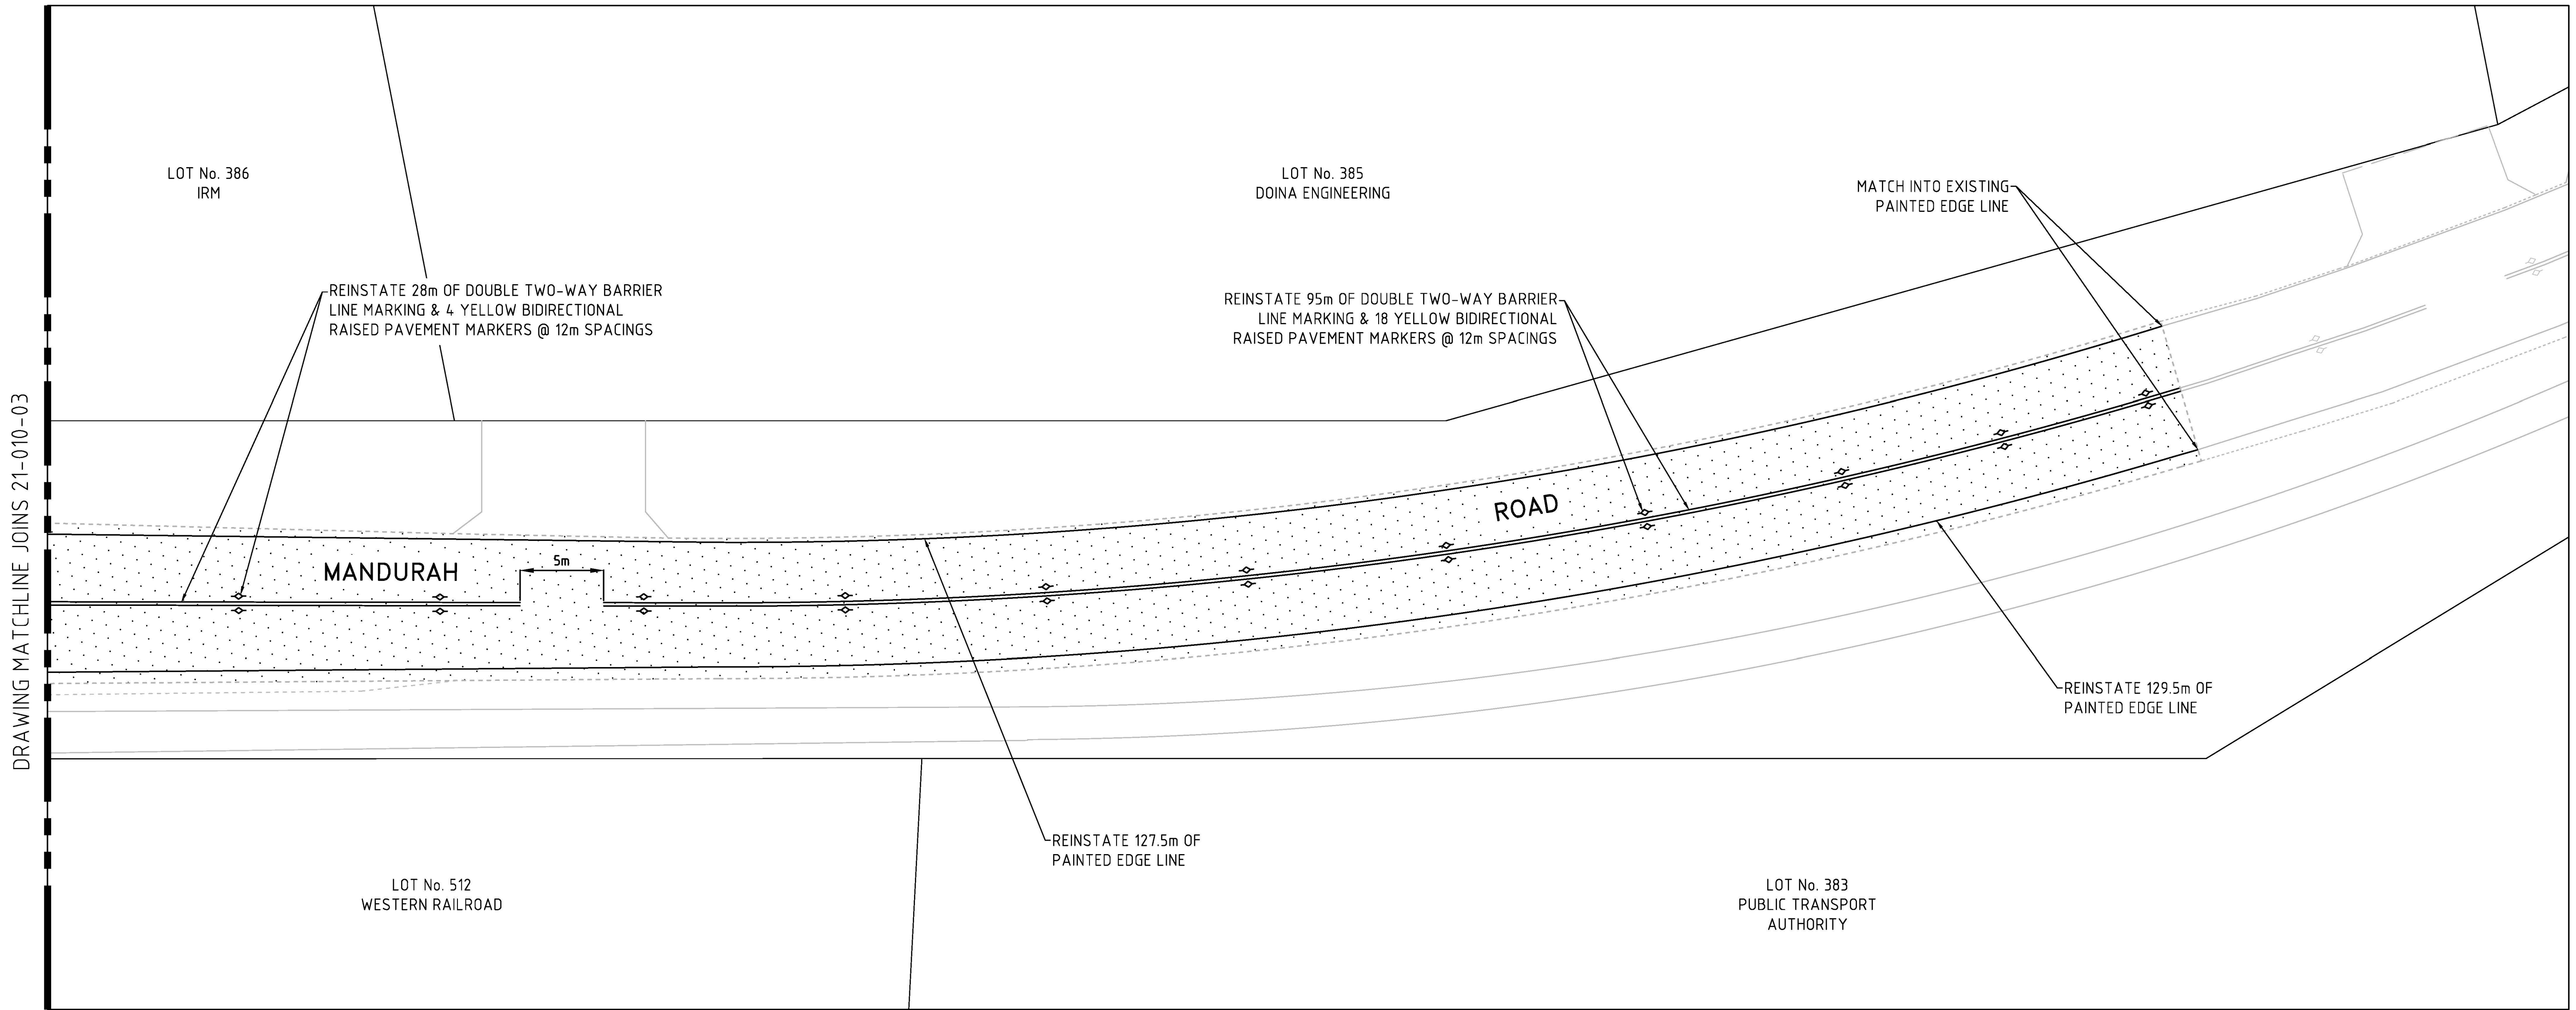 LOT No. 386
IRM
LOT No. 385
DOINA ENGINEERING
MATCH INTO EXISTING
PAINTED EDGE LINE
REINSTATE 28m OF DOUBLE TWO-WAY BARRIER
LINE MARKING & 4 YELLOW BIDIRECTIONAL
RAISED PAVEMENT MARKERS @ 12m SPACINGS
REINSTATE 95m OF DOUBLE TWO-WAY BARRIER
LINE MARKING & 18 YELLOW BIDIRECTIONAL
RAISED PAVEMENT MARKERS @ 12m SPACINGS
DRAWING MATCHLINE JOINS 21-010-03
MANDURAH
5m
ROAD
REINSTATE 129.5m OF
PAINTED EDGE LINE
REINSTATE 127.5m OF
PAINTED EDGE LINE
LOT No. 512
WESTERN RAILROAD
LOT No. 383
PUBLIC TRANSPORT
AUTHORITY